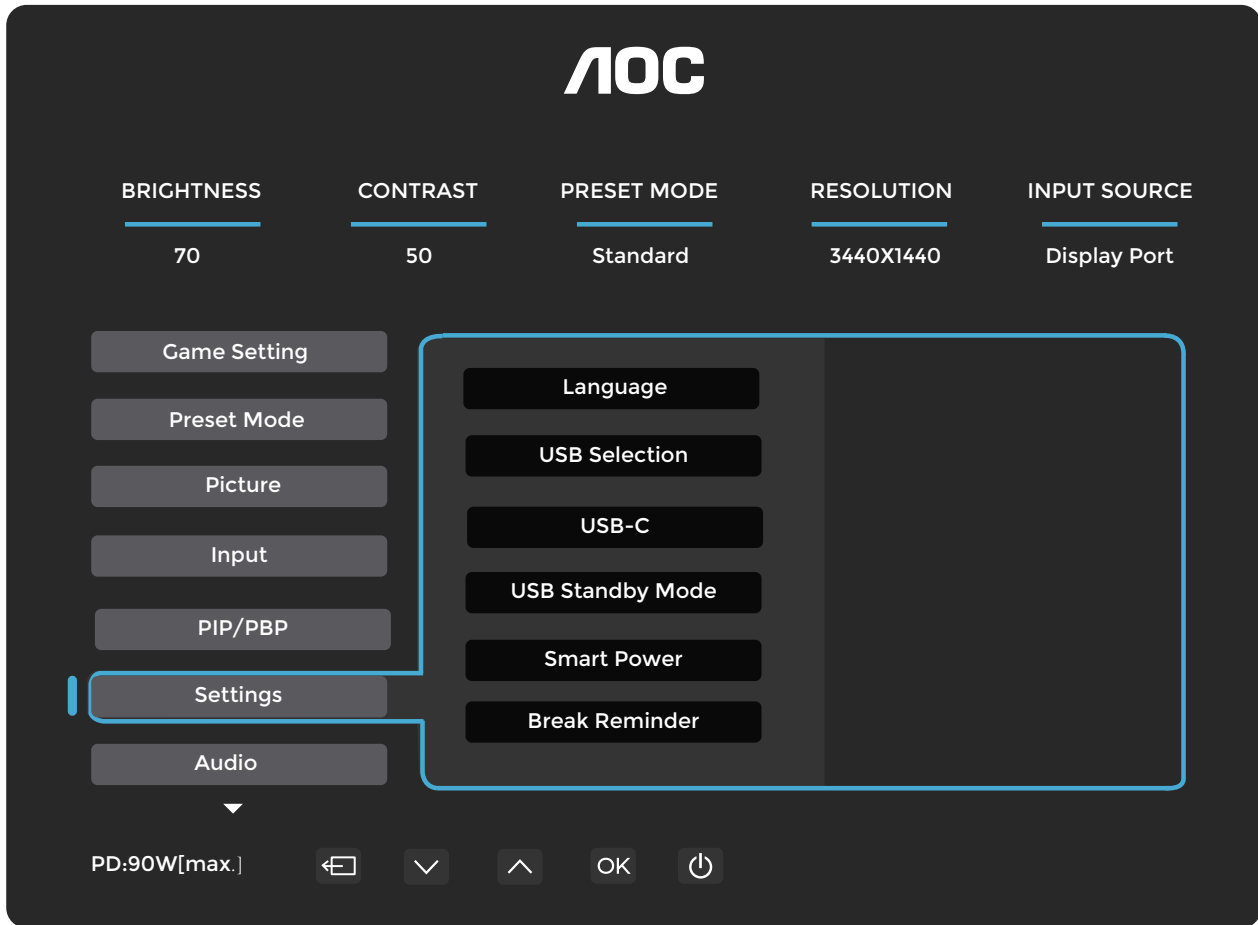 AOC
BRIGHTNESS CONTRAST PRESET MODE RESOLUTION INPUT SOURCE
70 50 Standard 3440X1440 Display Port
Game Setting
Preset Mode
Picture
Input
PIP/PBP
Settings
Audio
Language
USB Selection
USB-C
USB Standby Mode
Smart Power
Break Reminder
PD:90W[max.] OK